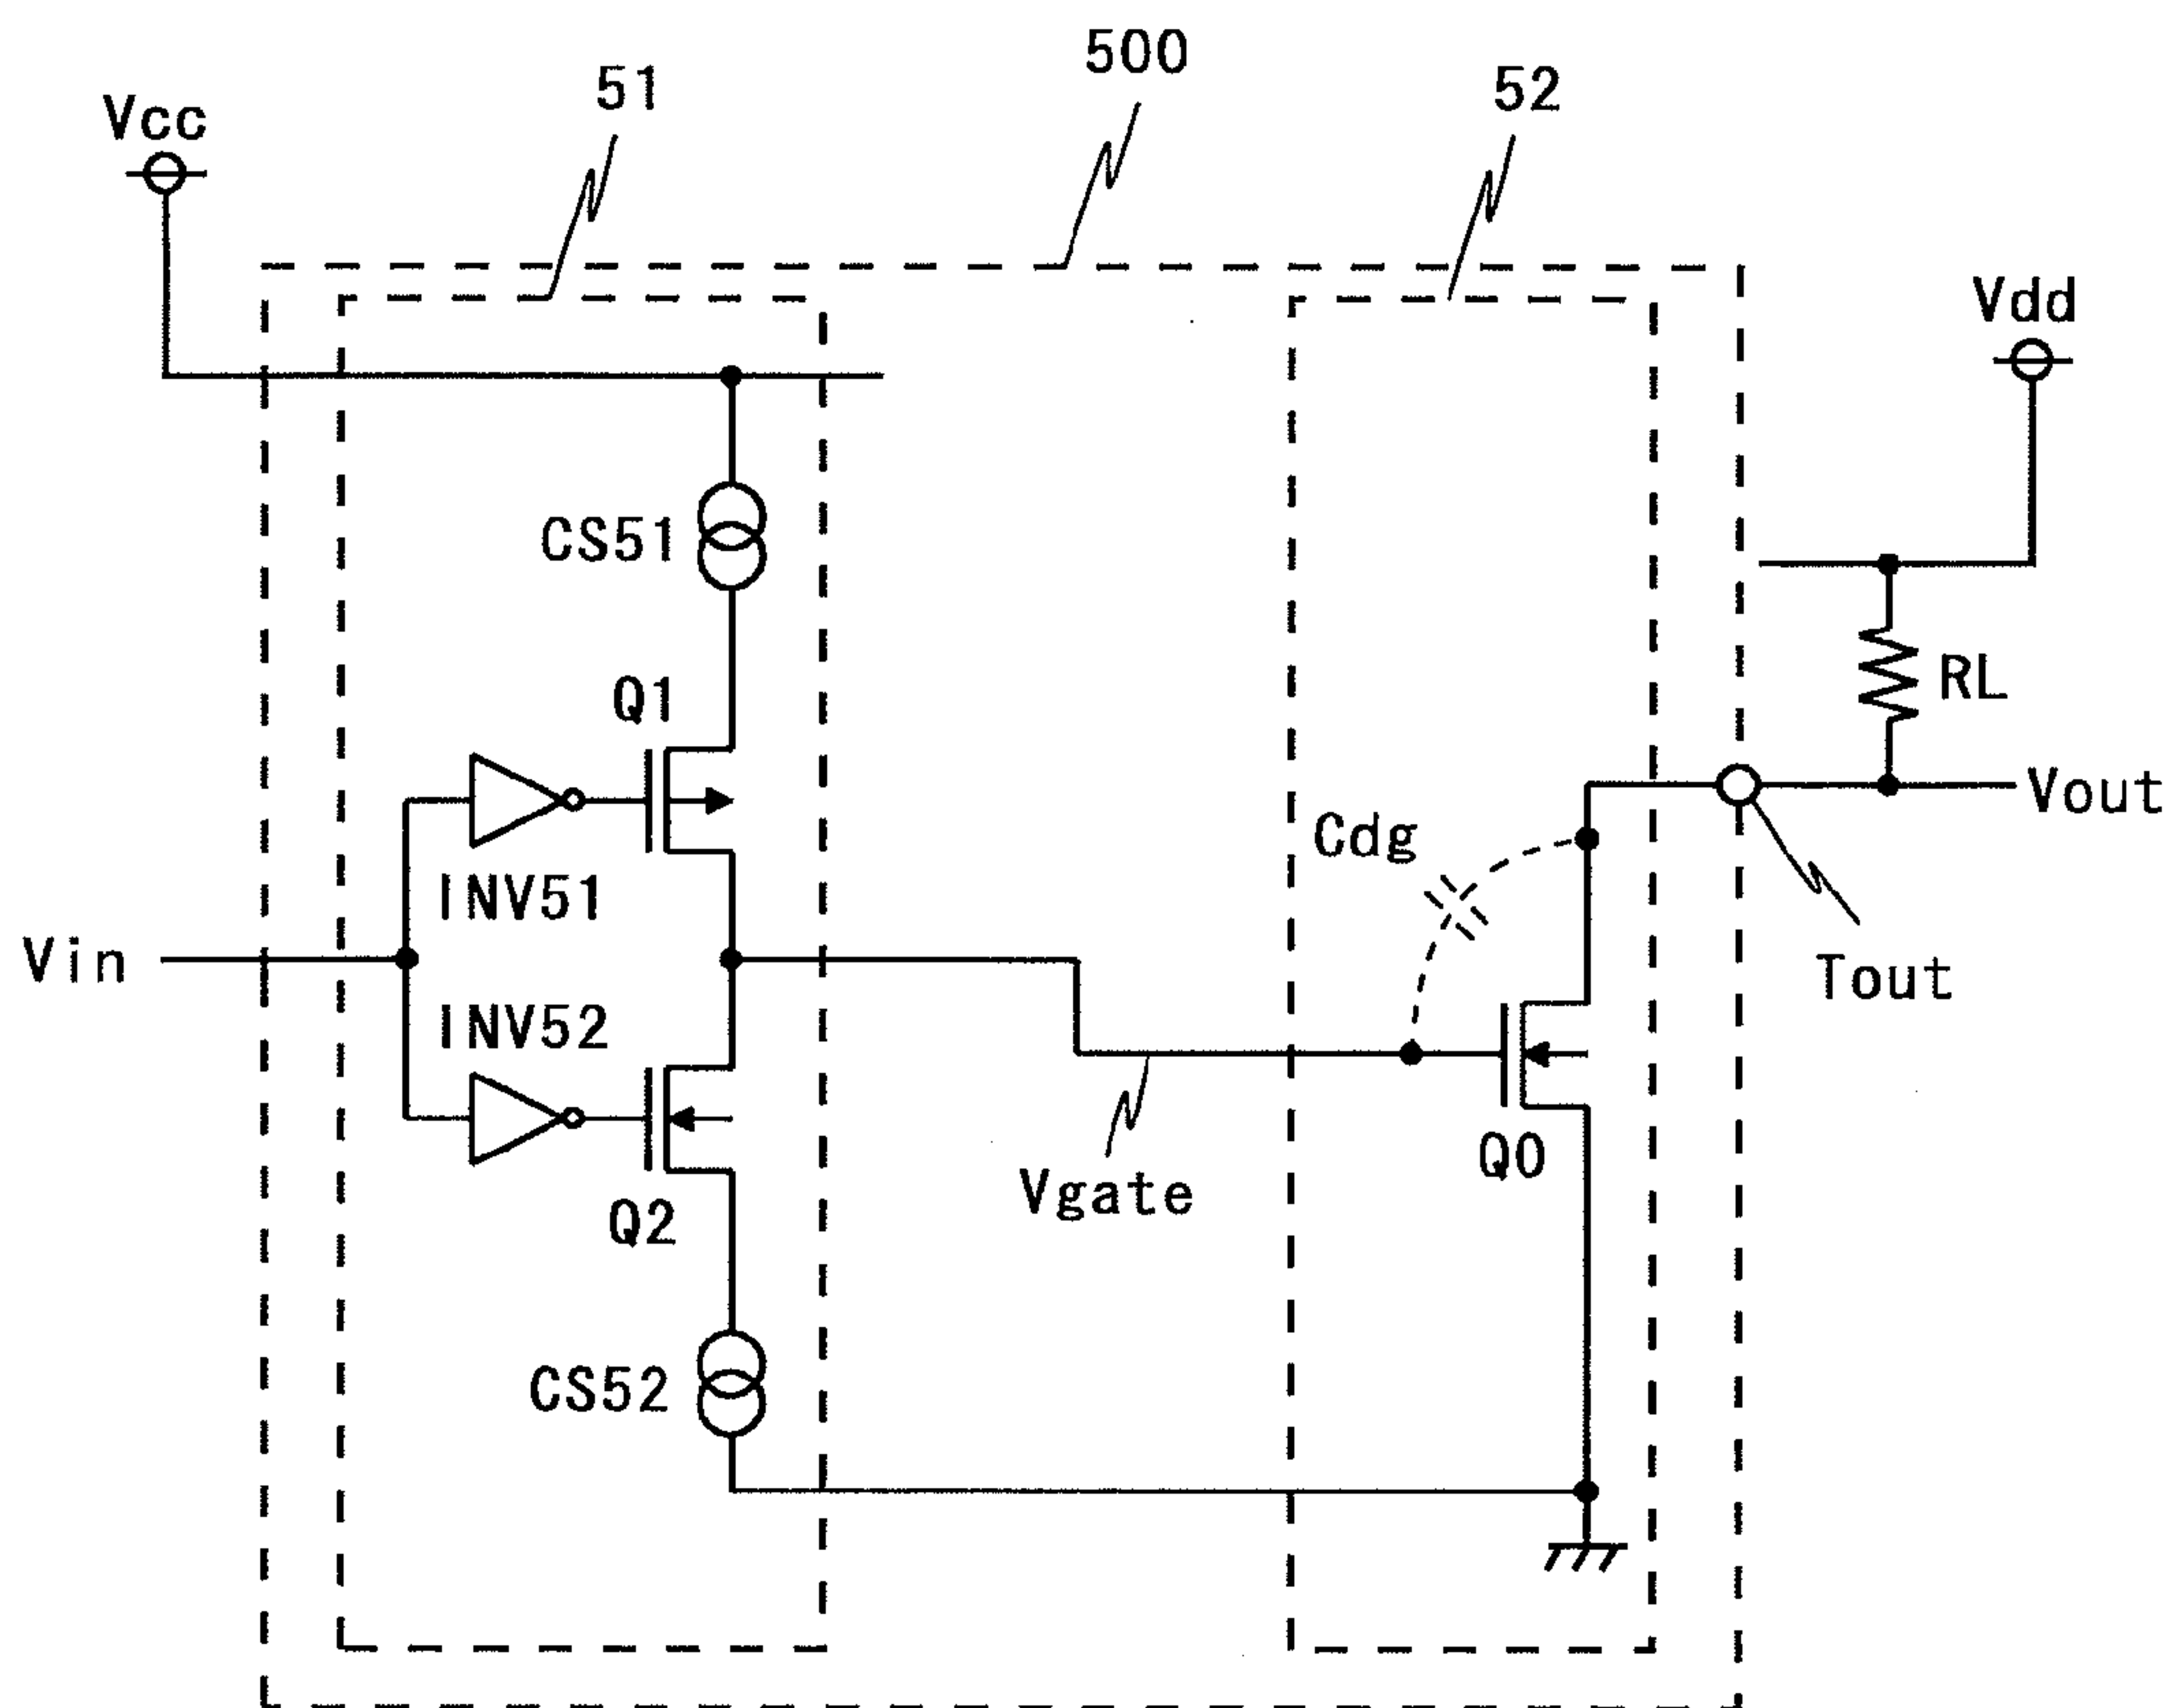 500
51
52
Vcc
Vdd
CS51
Q1
RL
Vout
Cdg
INV51
Vin
Tout
INV52
Q0
Vgate
Q2
CS52